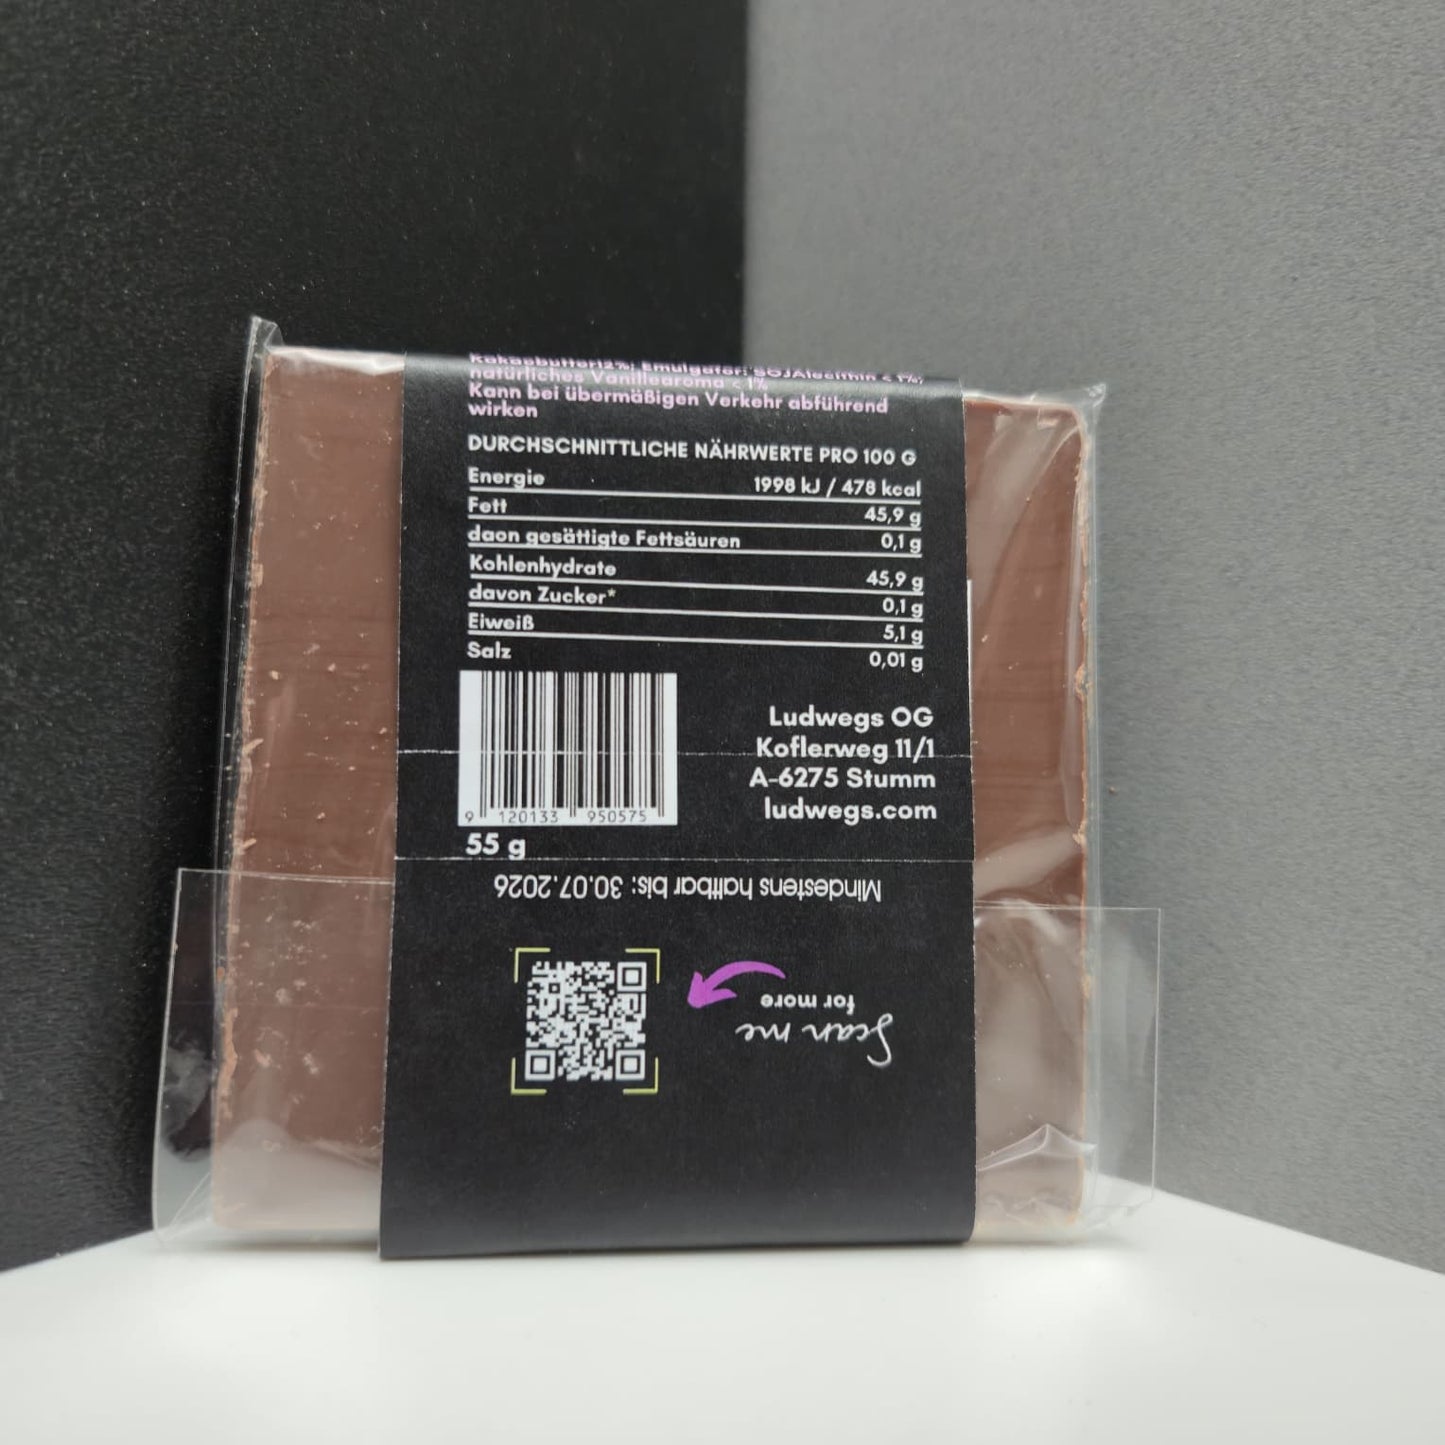 Kakaobutter12%; Emulgator: SOJAlecithin < 1%;
natürliches Vanillearoma < 1%
Kann bei übermäßigen Verkehr abführend
wirken
DURCHSCHNITTLICHE NÄHRWERTE PRO 100 G
Energie 1998 kJ / 478 kcal
Fett 45,9 g
daon gesättigte Fettsäuren 0,1 g
Kohlenhydrate 45,9 g
davon Zucker* 0,1 g
Eiweiß 5,1 g
Salz 0,01 g
9 120133 950575
55 g
Ludwegs OG
Koflerweg 11/1
A-6275 Stumm
ludwegs.com
Mindestens haltbar bis: 30.07.2026
Scan me
for more